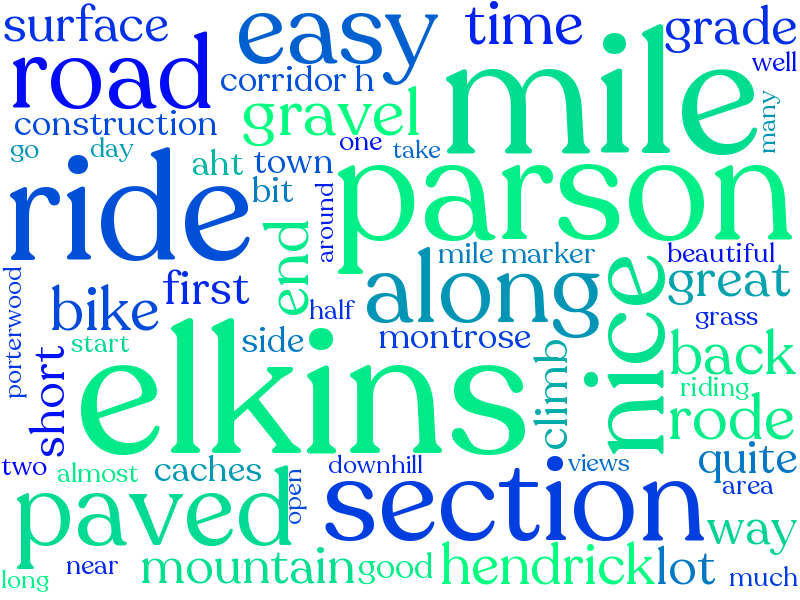 surface
easy
time
grade
road
corridor h
mile
well
gravel
many
construction
go
day
aht
town
one
take
ride
bit
around
parson
end
mile marker
beautiful
porterwood
bike
first
along
nice
great
half
grass
start
side
montrose
short
elkins
climb
back
riding
rode
two
almost
caches
open
downhill
views
quite
area
paved
section
way
long
near
mountain
good
hendrick
lot
much